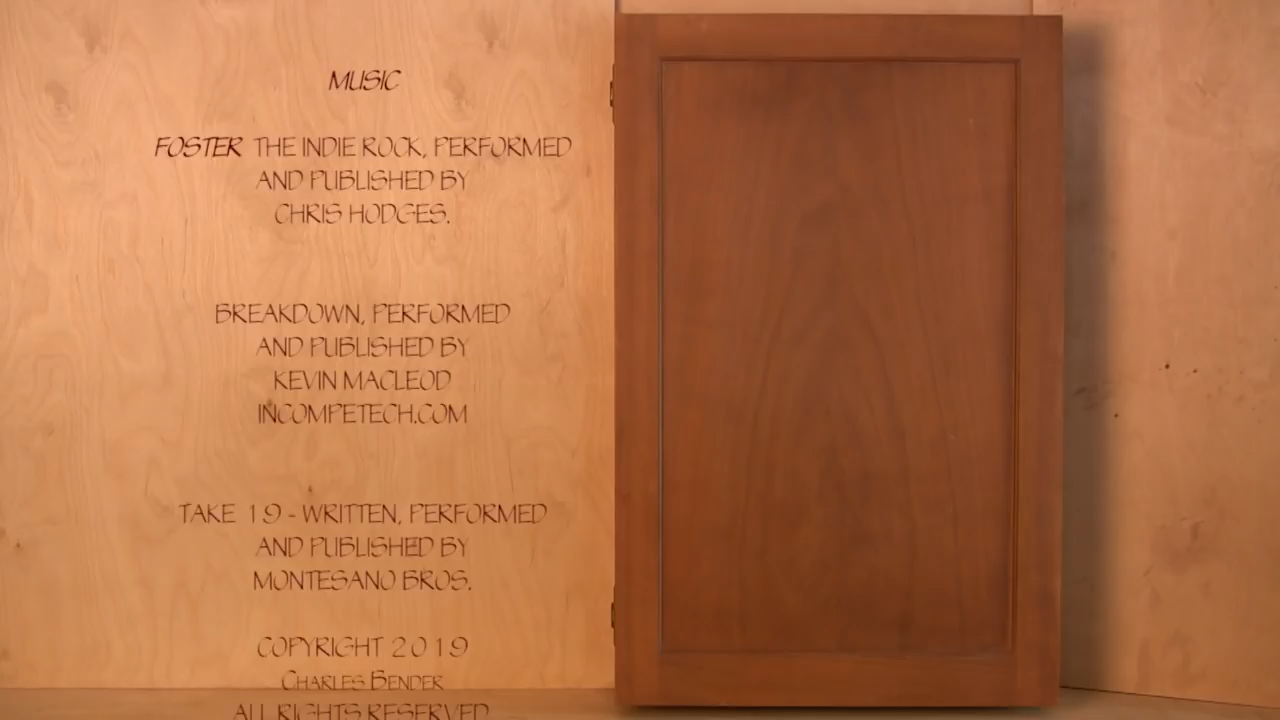 MUSIC
FOSTER THE INDIE ROCK, PERFORMED
AND PUBLISHED BY
CHRIS HODGES.
BREAKDOWN, PERFORMED
AND PUBLISHED BY
KEVIN MACLEOD
INCOMPETECH.COM
TAKE 19 - WRITTEN, PERFORMED
AND PUBLISHED BY
MONTESANO BROS.
COPYRIGHT 2019
CHARLES BENDER
ALL RIGHTS RESERVED